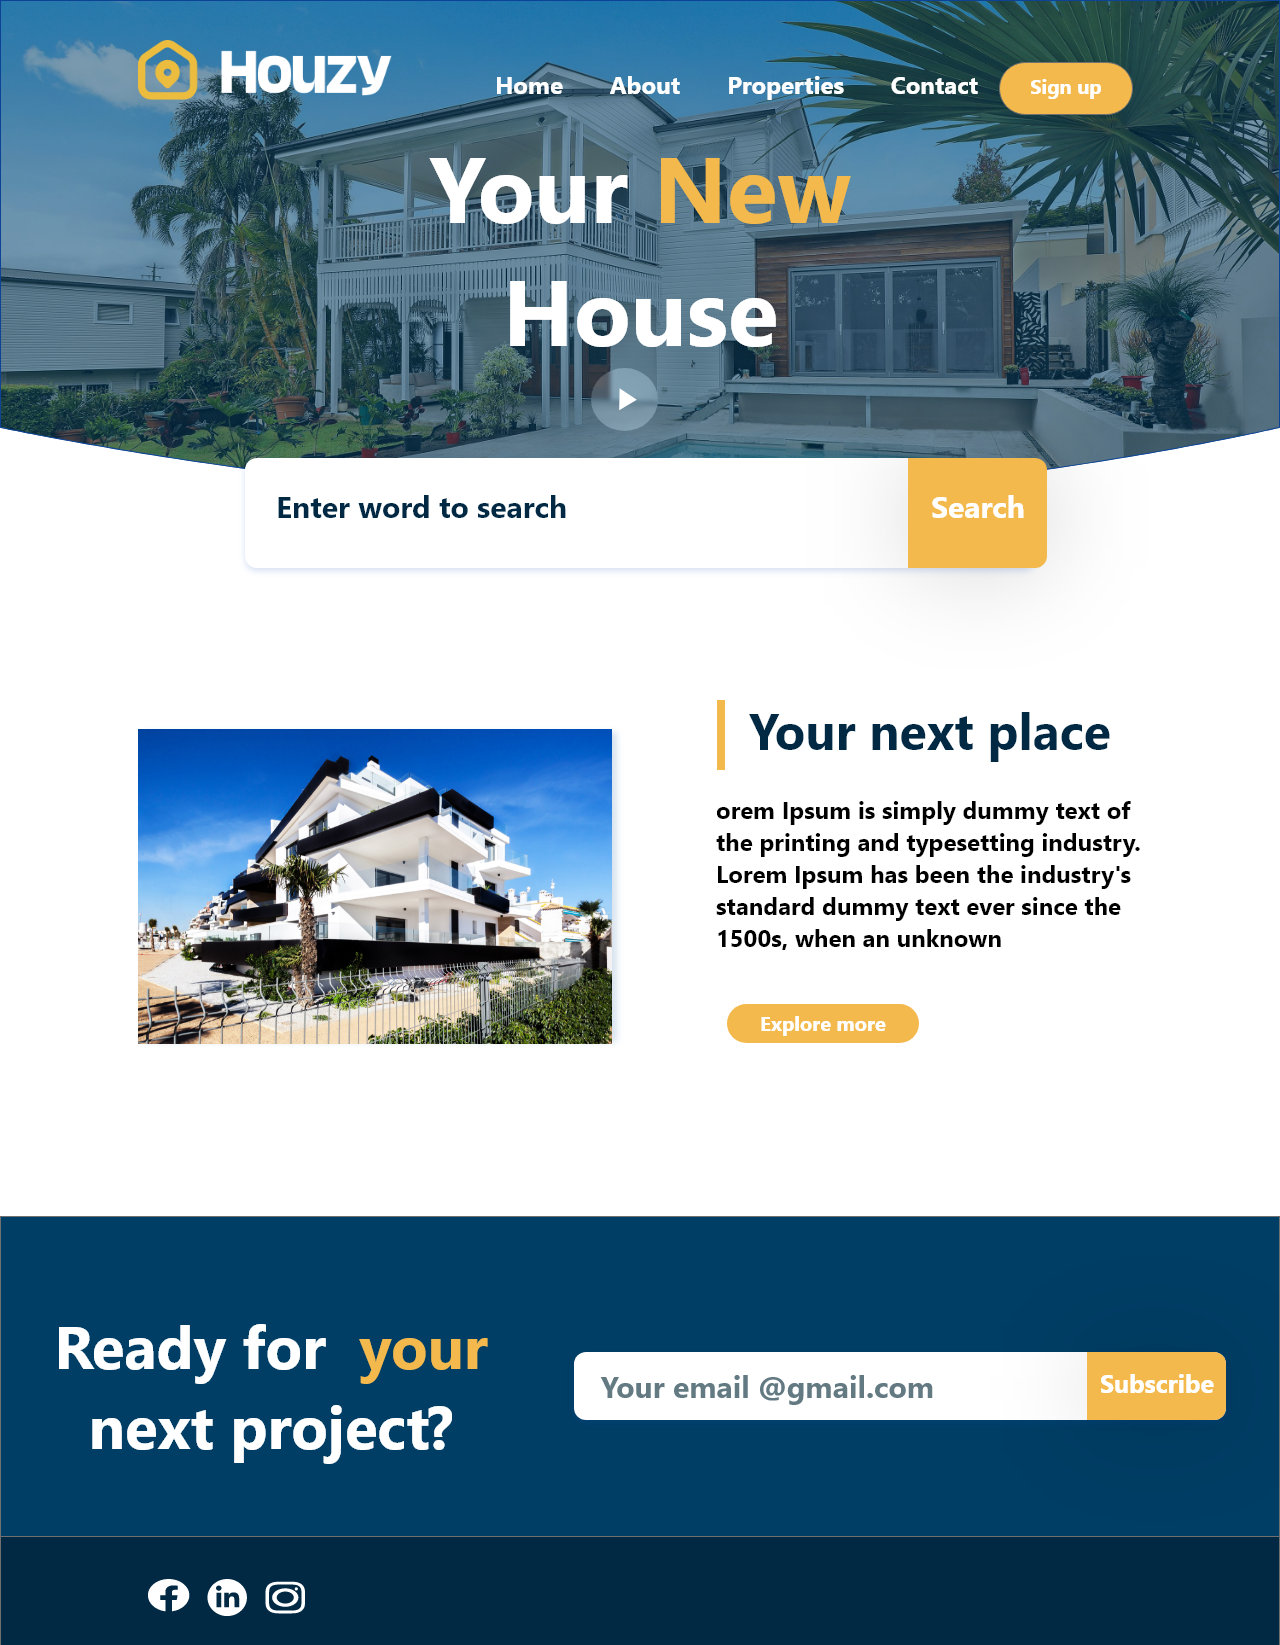 Houzy
Home About Properties Contact Sign up
Your New
House
Enter word to search
Search
Your next place
orem Ipsum is simply dummy text of
the printing and typesetting industry.
Lorem Ipsum has been the industry's
standard dummy text ever since the
1500s, when an unknown
Explore more
Ready for your
next project?
Your email @gmail.com
Subscribe
in